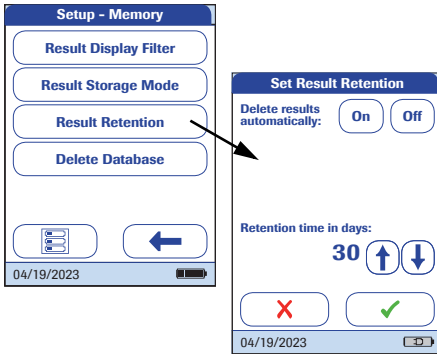 Setup - Memory
Result Display Filter
Result Storage Mode
Result Retention
Delete Database
04/19/2023
Set Result Retention
Delete results
automatically:
On
Off
Retention time in days:
30
04/19/2023